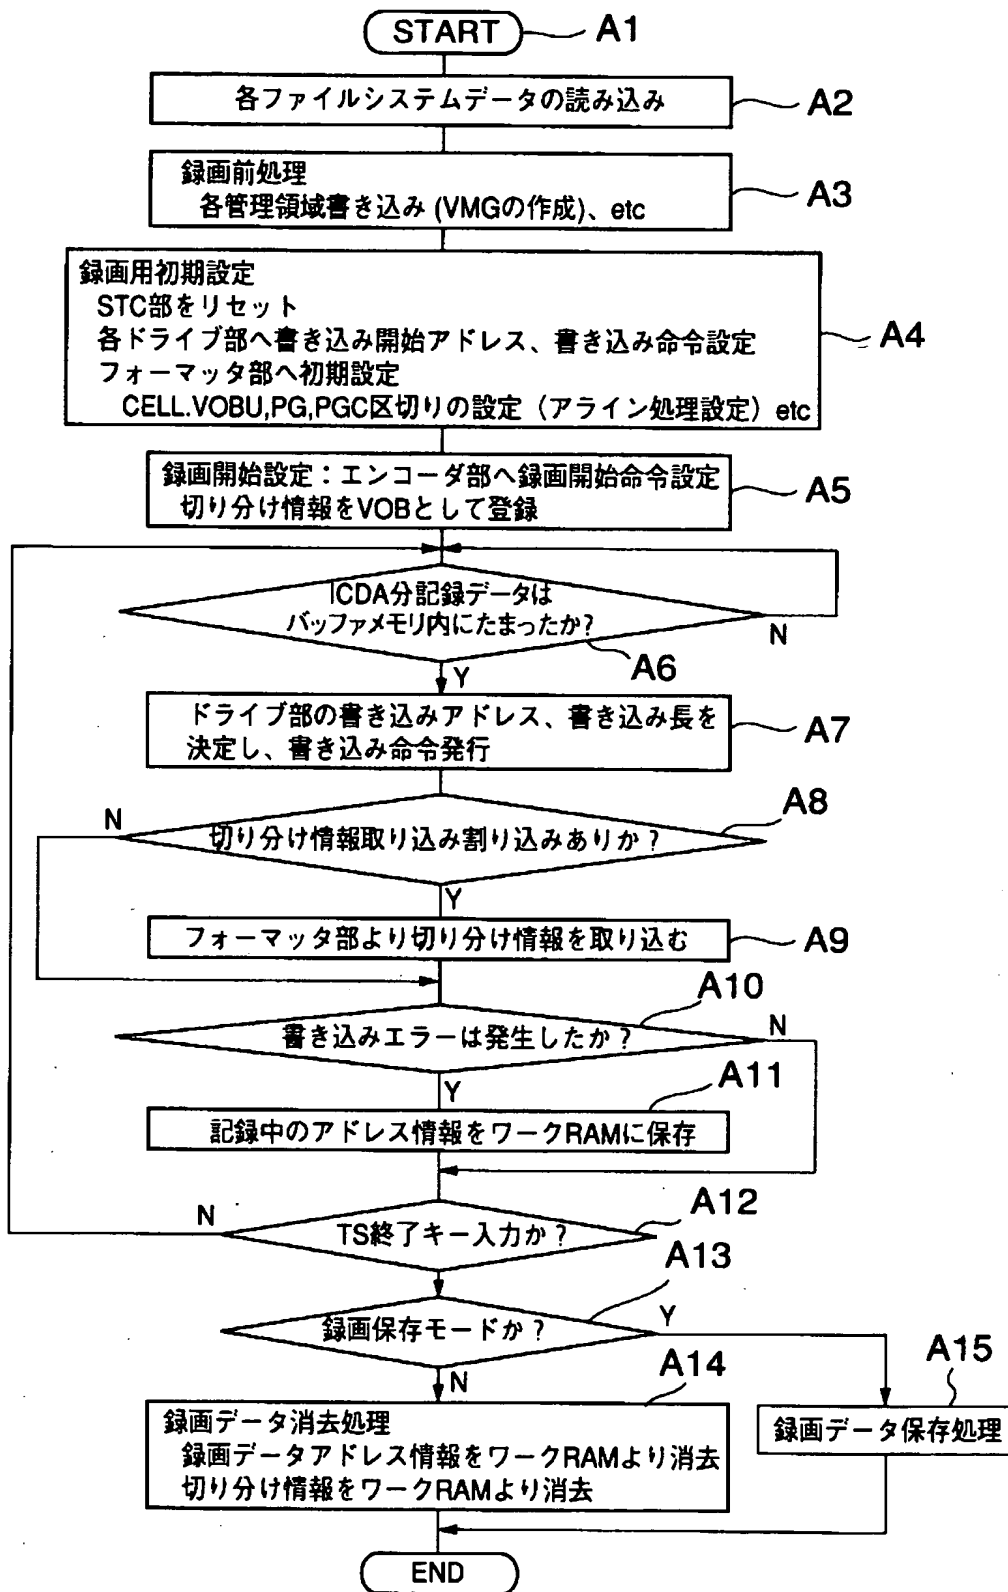 START
A1
各ファイルシステムデータの読み込み
A2
録画前処理
各管理領域書き込み (VMGの作成)、etc
A3
録画用初期設定
STC部をリセット
各ドライブ部へ書き込み開始アドレス、書き込み命令設定
フォーマッタ部へ初期設定
CELL.VOBU,PG,PGC区切りの設定（アライン処理設定）etc
A4
録画開始設定：エンコーダ部へ録画開始命令設定
切り分け情報をVOBとして登録
A5
ICDA分記録データは
バッファメモリ内にたまったか?
N
A6
Y
ドライブ部の書き込みアドレス、書き込み長を
決定し、書き込み命令発行
A7
A8
N
切り分け情報取り込み割り込みありか？
Y
フォーマッタ部より切り分け情報を取り込む
A9
A10
書き込みエラーは発生したか？
N
A11
Y
記録中のアドレス情報をワークRAMに保存
A12
N
TS終了キー入力か？
A13
録画保存モードか？
Y
A14
A15
N
録画データ消去処理
録画データアドレス情報をワークRAMより消去
切り分け情報をワークRAMより消去
録画データ保存処理
END